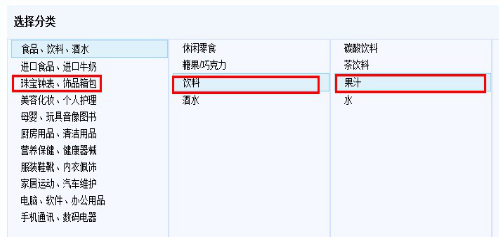 选择分类
食品、饮料、酒水
进口食品、进口牛奶
珠宝钟表、饰品箱包
美容化妆、个人护理
母婴、玩具音像图书
厨房用品、清洁用品
营养保健、健康器械
服装鞋靴、内衣佩饰
家居运动、汽车维护
电脑、软件、办公用品
手机通讯、数码电器
休闲零食
糖果/巧克力
饮料
酒水
碳酸饮料
茶饮料
果汁
水